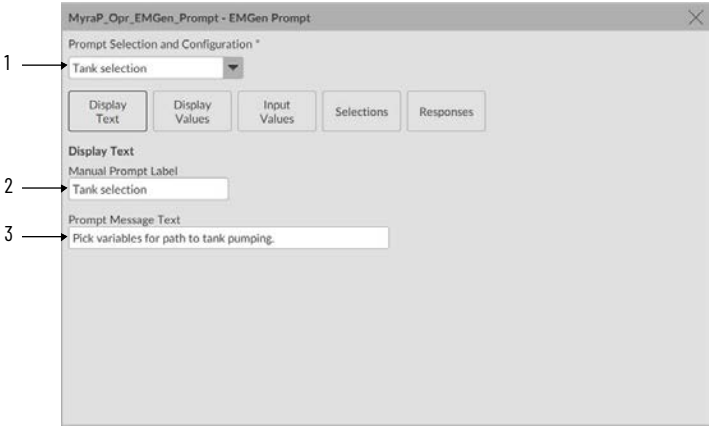 MyraP_Opr_EMGen_Prompt - EMGen Prompt
Prompt Selection and Configuration *
1
Tank selection
Display Text
Display Values
Input Values
Selections
Responses
Display Text
Manual Prompt Label
2
Tank selection
Prompt Message Text
3
Pick variables for path to tank pumping.